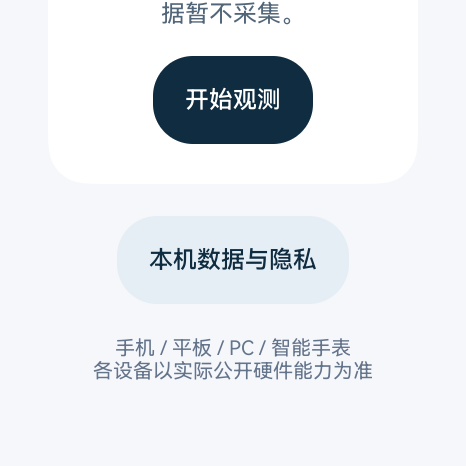 据暂不采集。
开始观测
本机数据与隐私
手机 / 平板 / PC / 智能手表
各设备以实际公开硬件能力为准